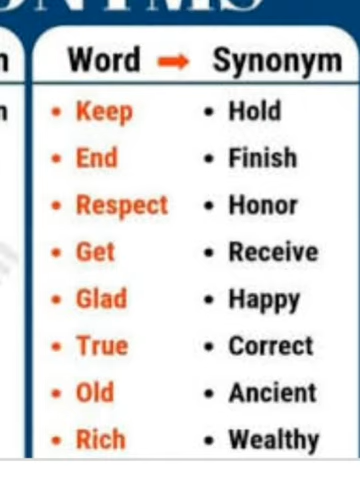 Word ➡ Synonym
• Keep • Hold
• End • Finish
• Respect • Honor
• Get • Receive
• Glad • Happy
• True • Correct
• Old • Ancient
• Rich • Wealthy